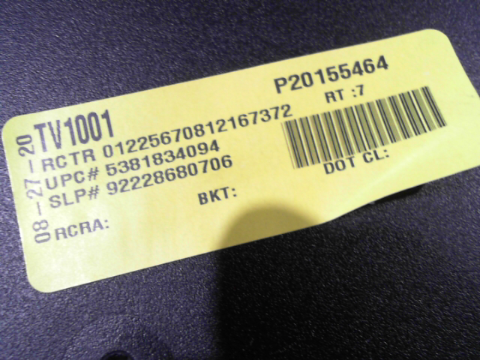 P20155464
08-27-20
TV1001
RCTR 01225670812167372
RT :7
UPC# 5381834094
SLP# 92228680706
DOT CL:
BKT:
RCRA: